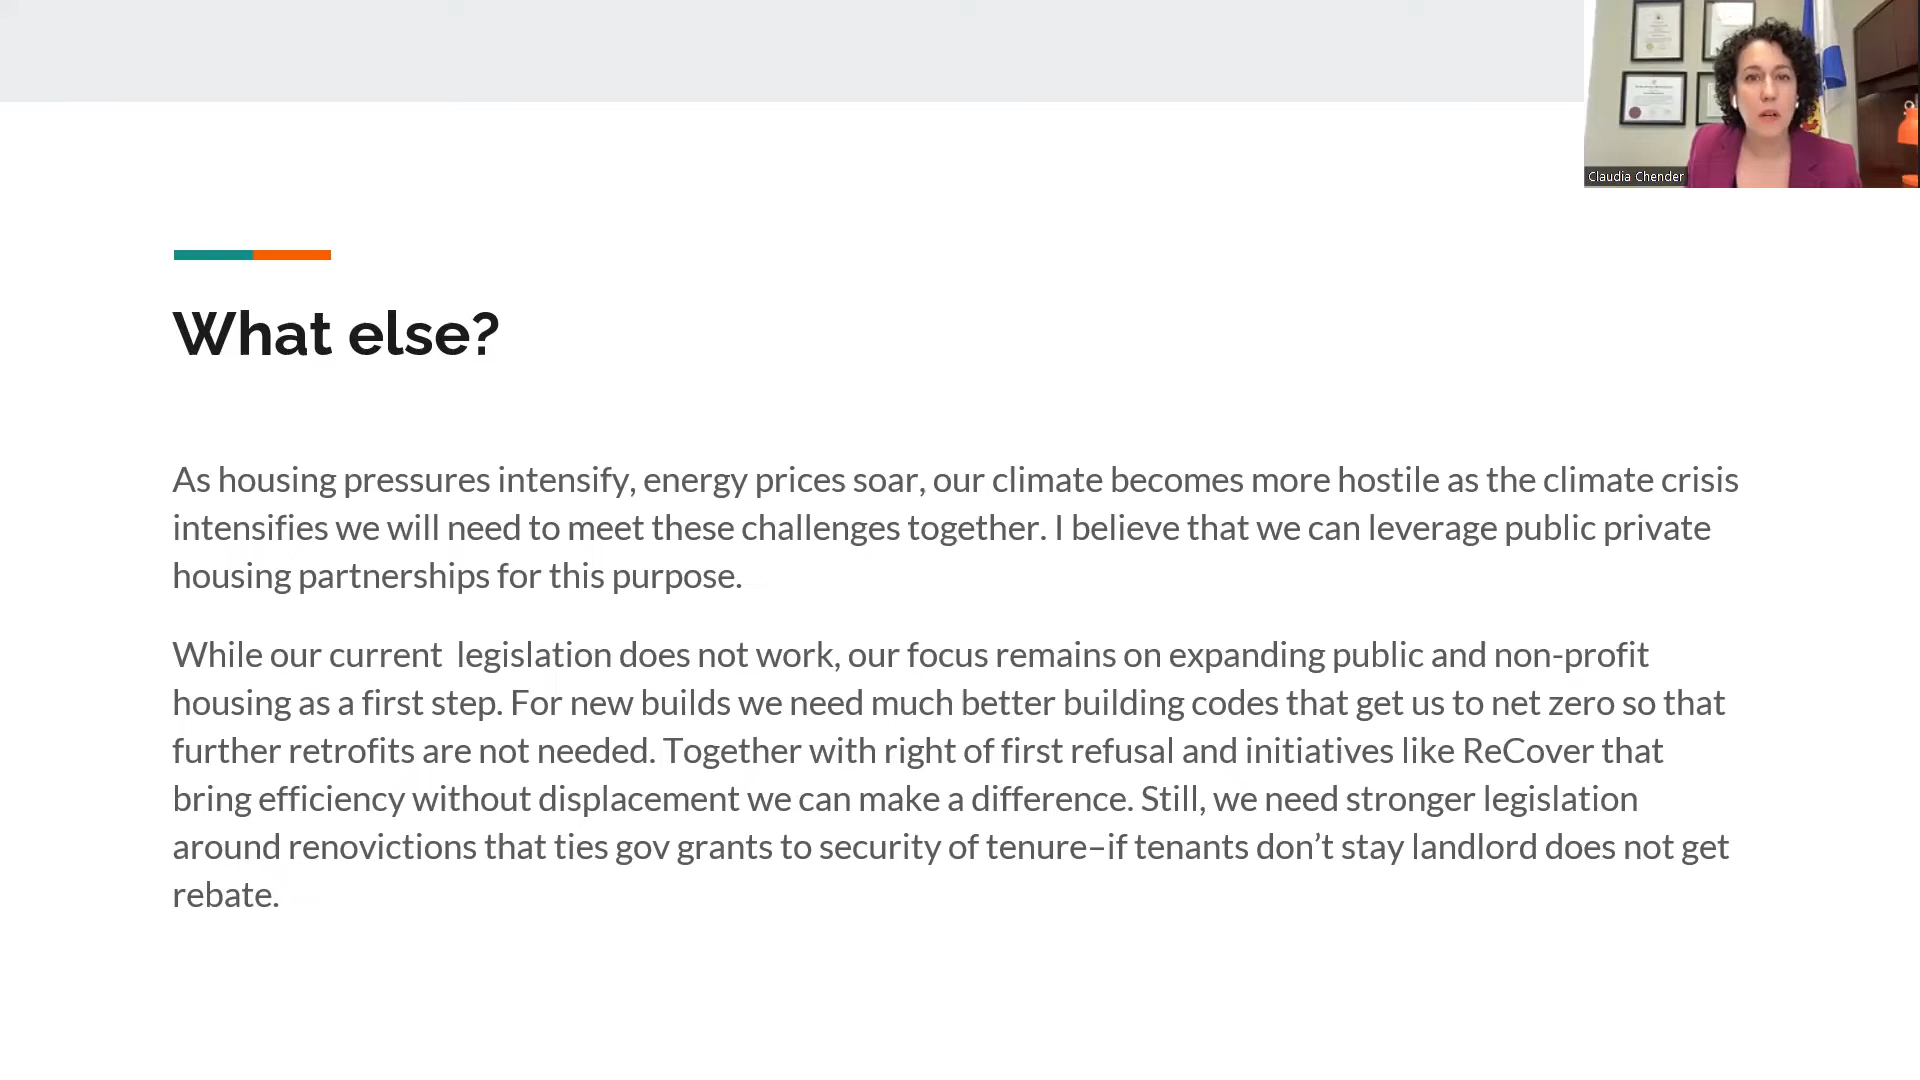 Claudia Chender
What else?
As housing pressures intensify, energy prices soar, our climate becomes more hostile as the climate crisis
intensifies we will need to meet these challenges together. I believe that we can leverage public private
housing partnerships for this purpose.
While our current  legislation does not work, our focus remains on expanding public and non-profit
housing as a first step. For new builds we need much better building codes that get us to net zero so that
further retrofits are not needed. Together with right of first refusal and initiatives like ReCover that
bring efficiency without displacement we can make a difference. Still, we need stronger legislation
around renovictions that ties gov grants to security of tenure–if tenants don’t stay landlord does not get
rebate.